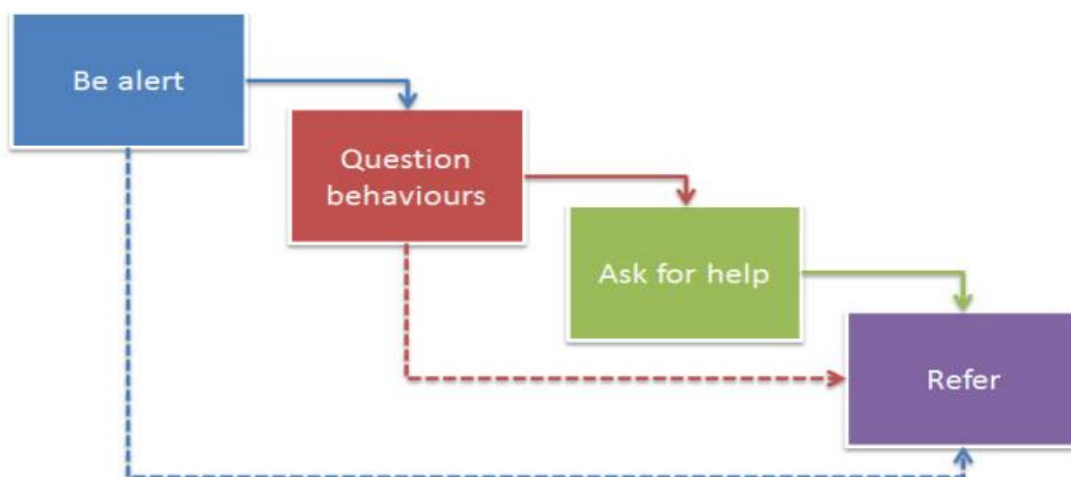 Be alert
Question
behaviours
Ask for help
Refer